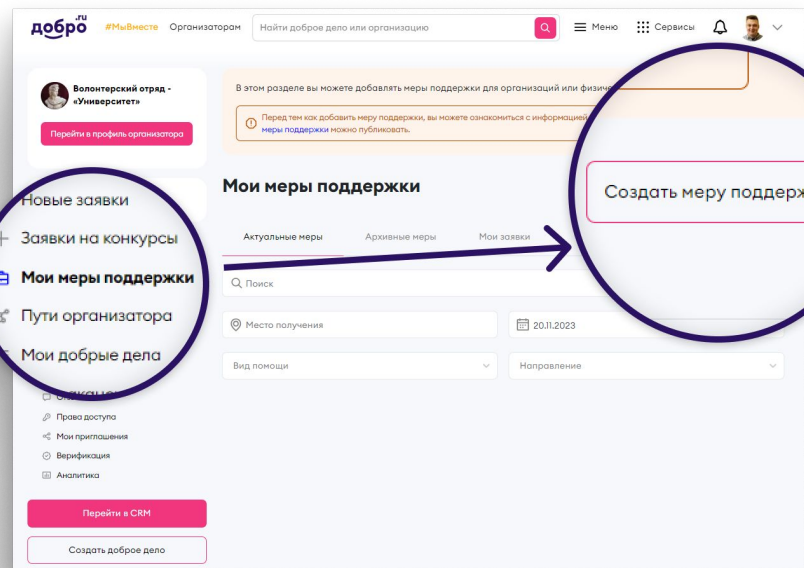 добро.ru
#МыВместе
Организаторам
Найти доброе дело или организацию
Меню
Сервисы
Волонтерский отряд -
«Университет»
Перейти в профиль организатора
В этом разделе вы можете добавлять меры поддержки для организаций или
Перед тем как добавить меру поддержки, вы можете ознакомиться с информацией
меры поддержки можно публиковать.
Новые заявки
Заявки на конкурсы
Мои меры поддержки
Пути организатора
Мои добрые дела
Мои меры поддержки
Создать меру
Актуальные меры
Архивные меры
Мои заявки
Поиск
Место получения
20.11.2023
Вид помощи
Направление
Права доступа
Мои приглашения
Верификация
Аналитика
Перейти в CRM
Создать доброе дело